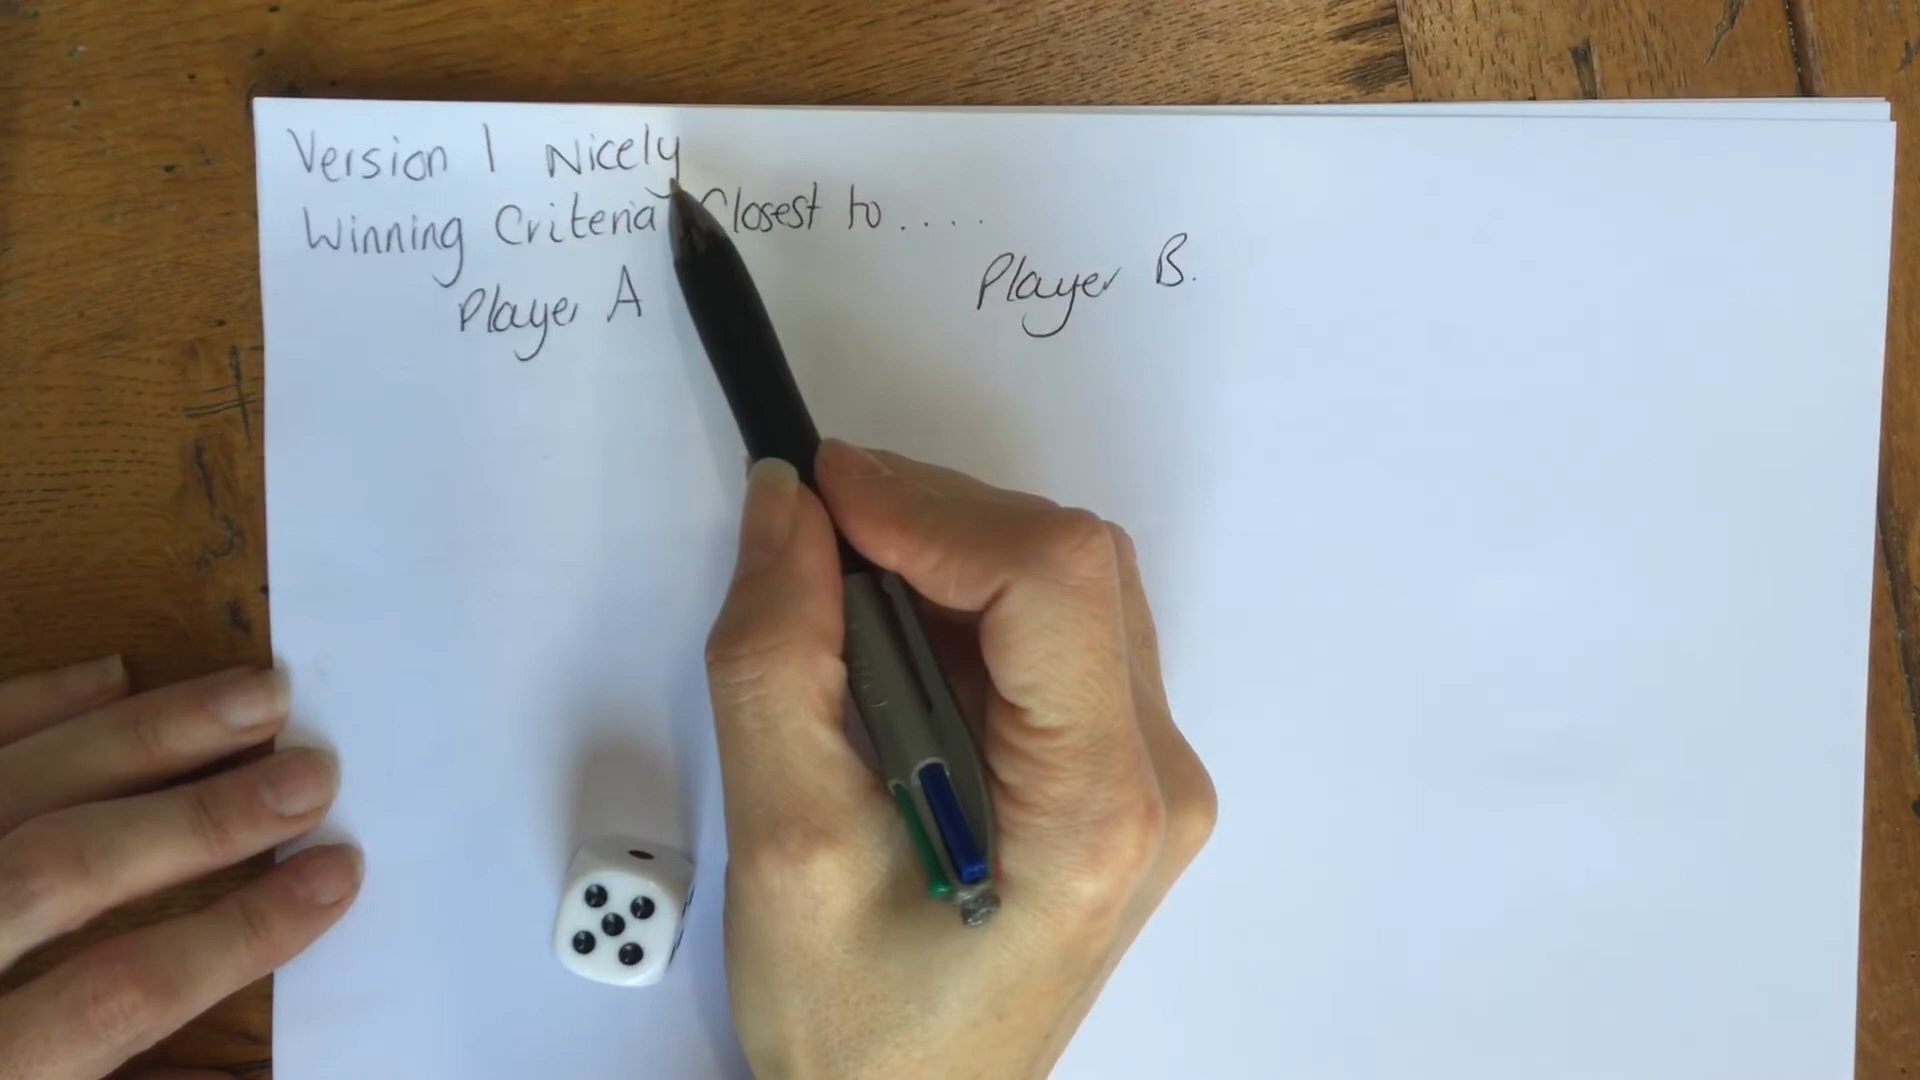 Version 1 Nicely
Winning Criteria Closest to ....
Player A Player B.